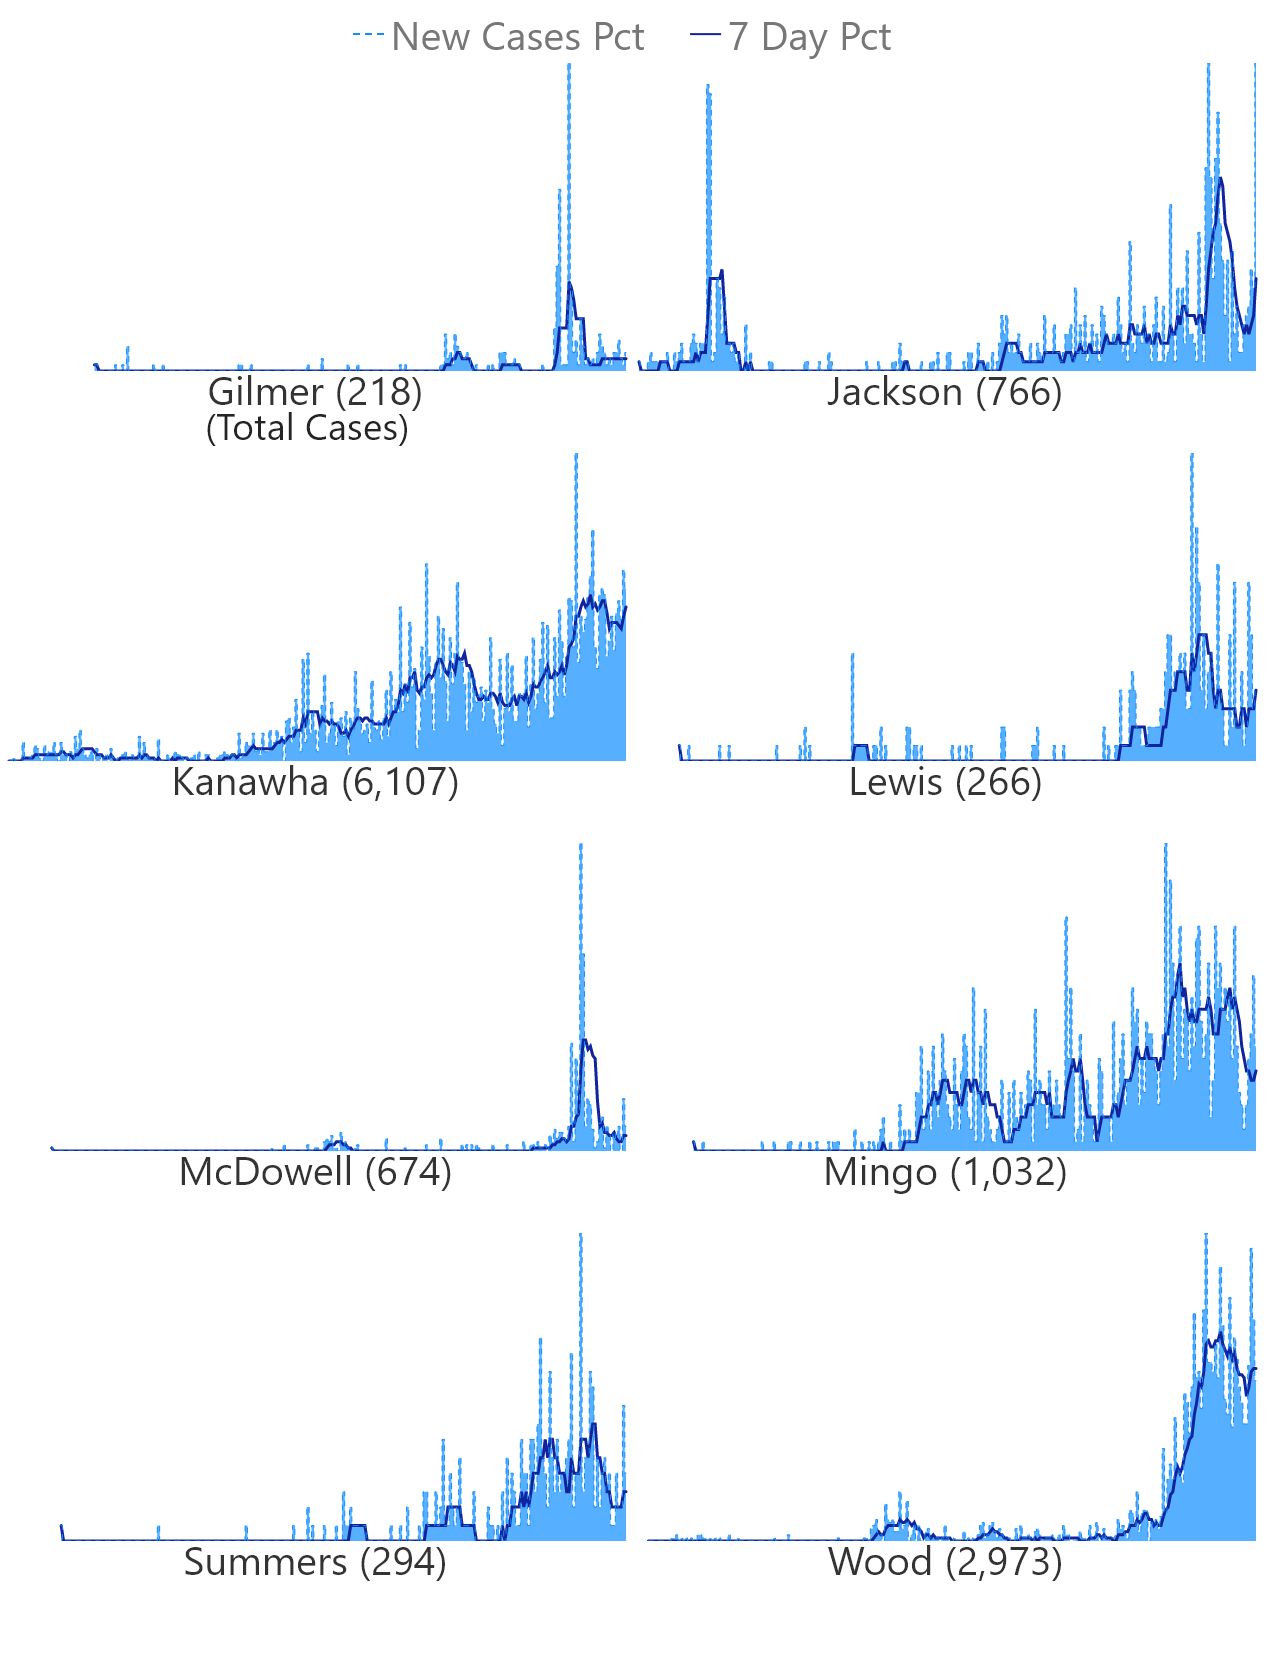 New Cases Pct 7 Day Pct
Gilmer (218) Jackson (766)
(Total Cases)
Kanawha (6,107) Lewis (266)
McDowell (674) Mingo (1,032)
Summers (294) Wood (2,973)